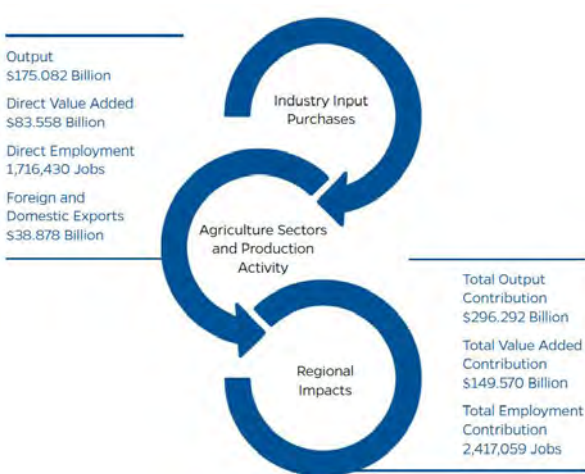 Output
$175.082 Billion
Direct Value Added
$83.558 Billion
Direct Employment
1,716,430 Jobs
Foreign and
Domestic Exports
$38.878 Billion
Industry Input
Purchases
Agriculture Sectors
and Production
Activity
Regional
Impacts
Total Output
Contribution
$296.292 Billion
Total Value Added
Contribution
$149.570 Billion
Total Employment
Contribution
2,417,059 Jobs